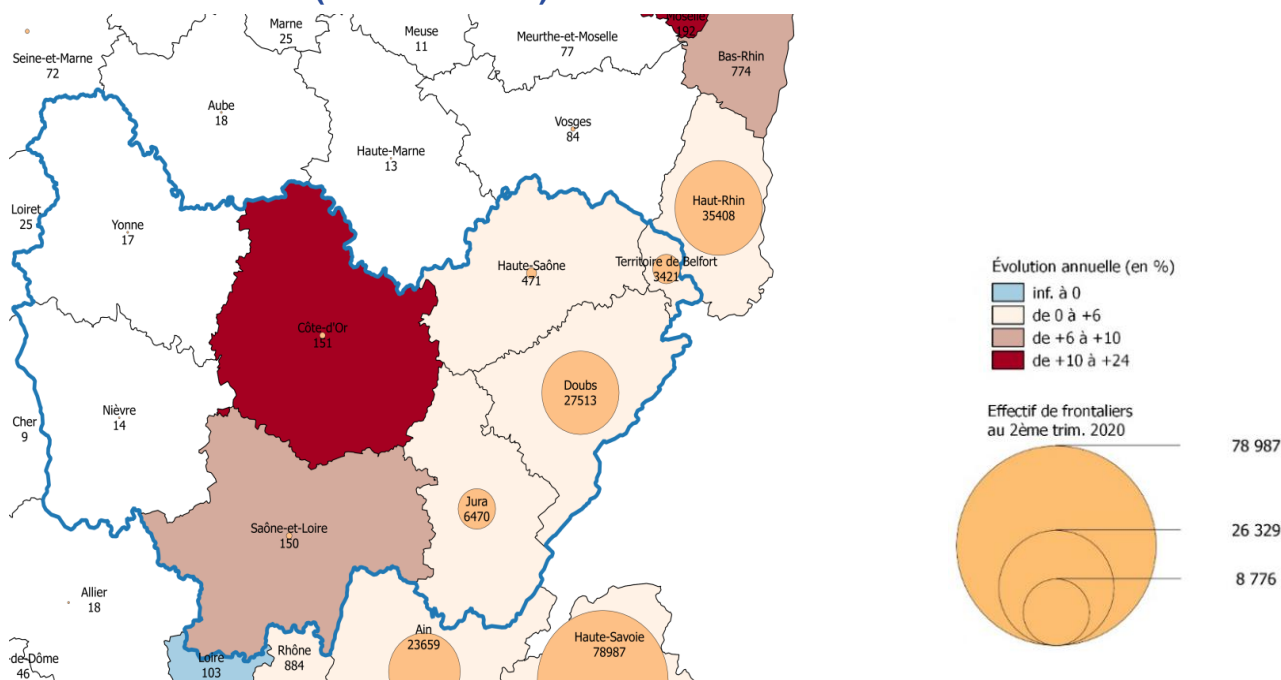 Moselle
192
Marne
25
Meuse
11
Meurthe-et-Moselle
77
Bas-Rhin
774
Seine-et-Marne
72
Aube
18
Vosges
84
Haute-Marne
13
Haut-Rhin
35408
Loiret
25
Yonne
17
Haute-Saône
471
Territoire de Belfort
3421
Côte-d'Or
151
Doubs
27513
Cher
9
Nièvre
14
Jura
6470
Saône-et-Loire
150
Allier
18
Ain
23659
Haute-Savoie
78987
Rhône
884
Loire
103
-de-Dôme
46
Évolution annuelle (en %)
inf. à 0
de 0 à +6
de +6 à +10
de +10 à +24
Effectif de frontaliers
au 2ème trim. 2020
78 987
26 329
8 776